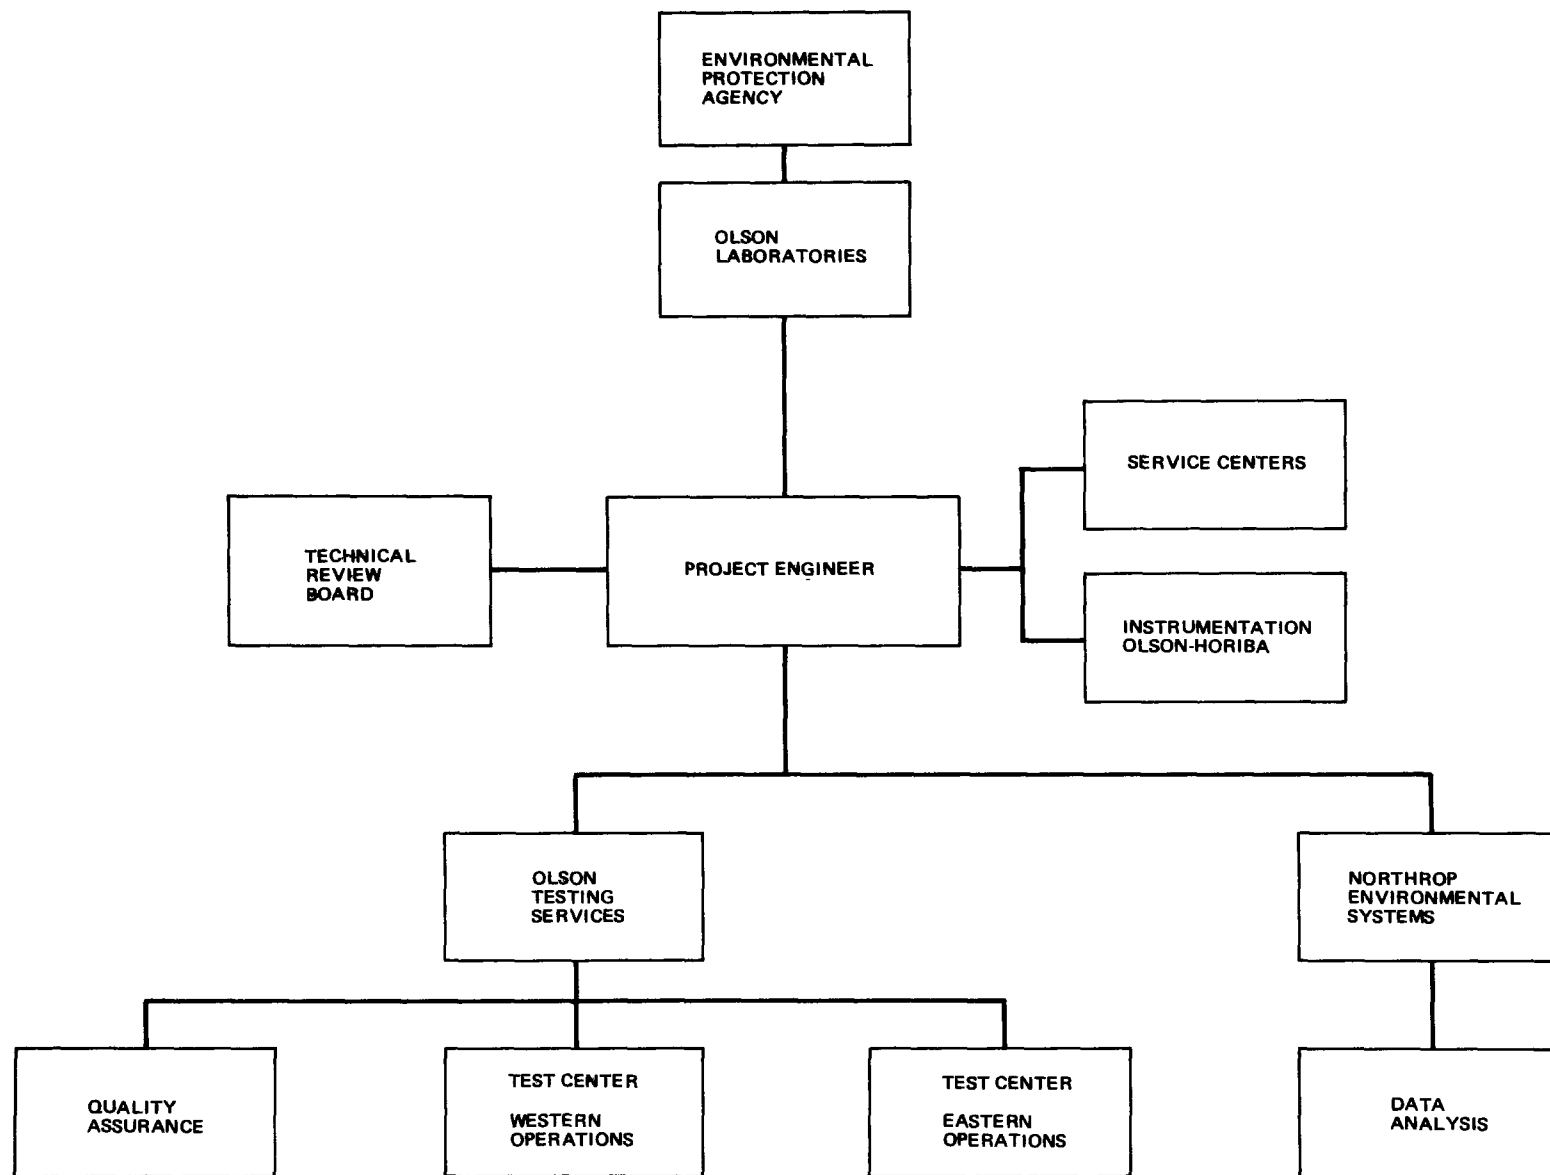 ENVIRONMENTAL
PROTECTION
AGENCY
OLSON
LABORATORIES
SERVICE CENTERS
TECHNICAL
REVIEW
BOARD
PROJECT ENGINEER
INSTRUMENTATION
OLSON-HORIBA
OLSON
TESTING
SERVICES
NORTHROP
ENVIRONMENTAL
SYSTEMS
QUALITY
ASSURANCE
TEST CENTER
WESTERN
OPERATIONS
TEST CENTER
EASTERN
OPERATIONS
DATA
ANALYSIS